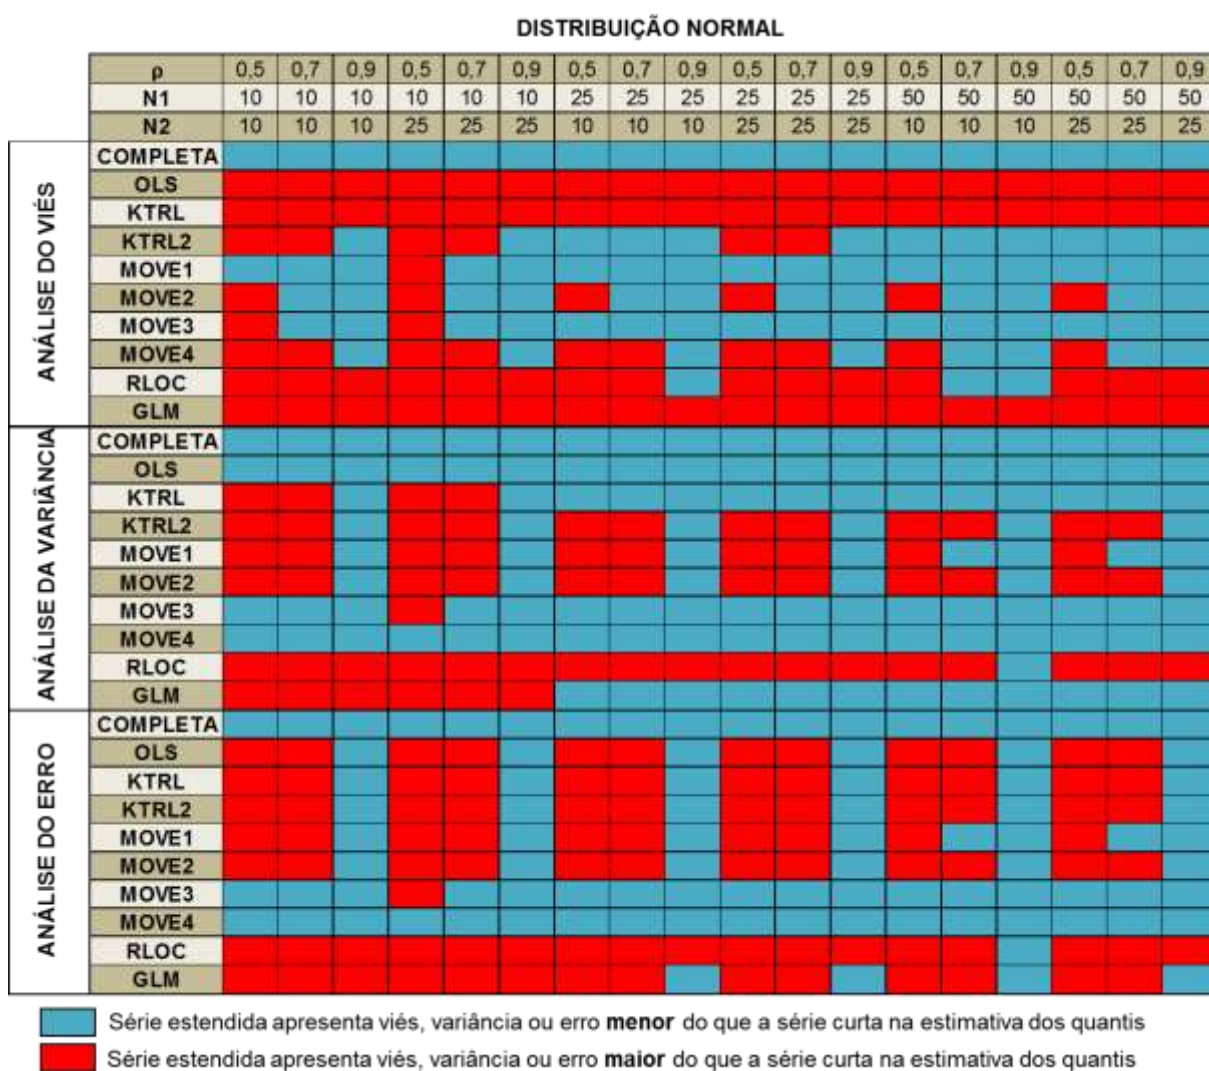 DISTRIBUIÇÃO NORMAL
ρ 0,5 0,7 0,9 0,5 0,7 0,9 0,5 0,7 0,9 0,5 0,7 0,9 0,5 0,7 0,9 0,5 0,7 0,9
N1 10 10 10 10 10 10 25 25 25 25 25 25 50 50 50 50 50 50
N2 10 10 10 25 25 25 10 10 10 25 25 25 10 10 10 25 25 25
ANÁLISE DO VIÉS
COMPLETA
OLS
KTRL
KTRL2
MOVE1
MOVE2
MOVE3
MOVE4
RLOC
GLM
ANÁLISE DA VARIÂNCIA
COMPLETA
OLS
KTRL
KTRL2
MOVE1
MOVE2
MOVE3
MOVE4
RLOC
GLM
ANÁLISE DO ERRO
COMPLETA
OLS
KTRL
KTRL2
MOVE1
MOVE2
MOVE3
MOVE4
RLOC
GLM
Série estendida apresenta viés, variância ou erro menor do que a série curta na estimativa dos quantis
Série estendida apresenta viés, variância ou erro maior do que a série curta na estimativa dos quantis